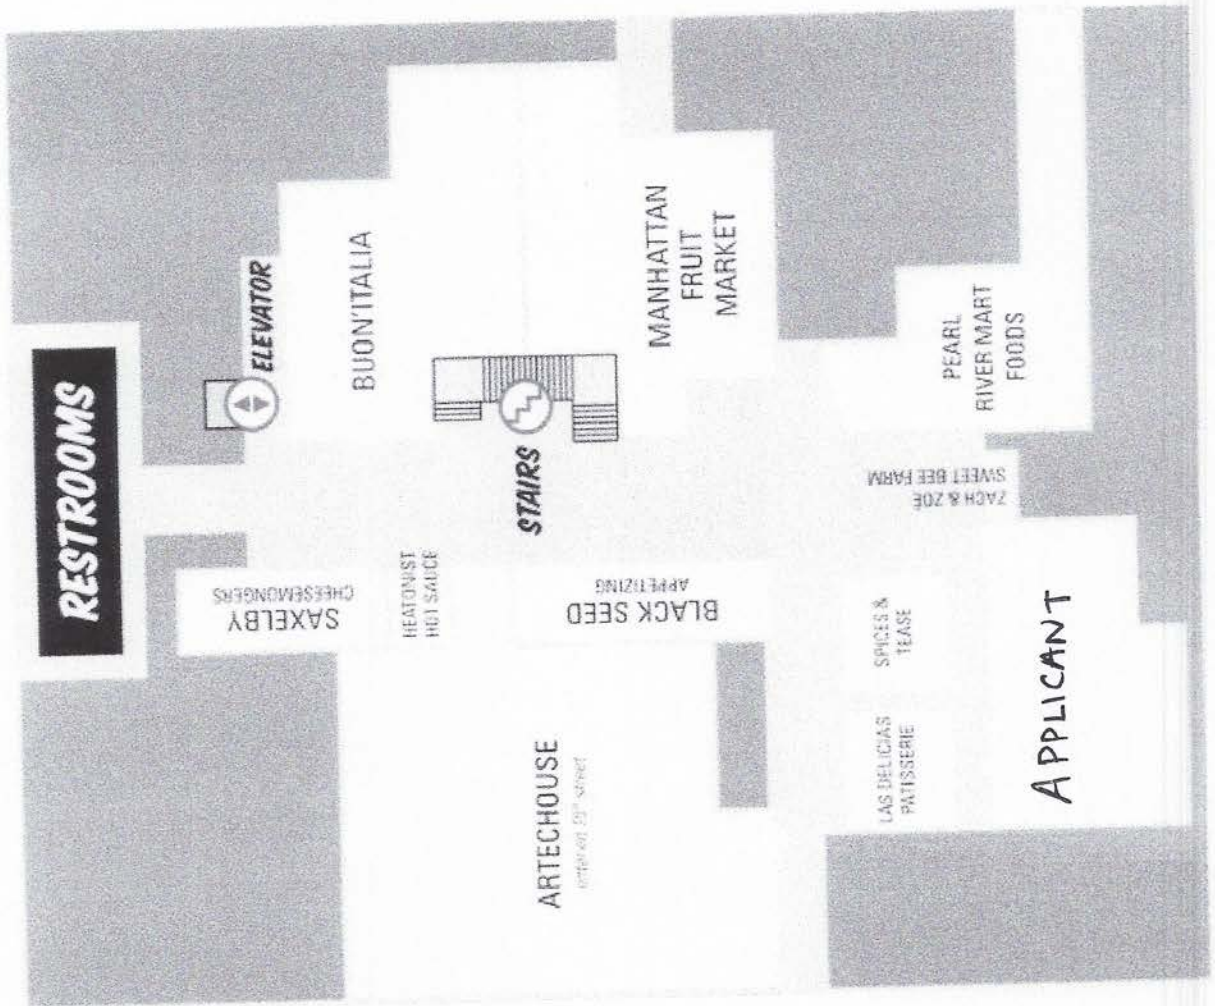 RESTROOMS
ELEVATOR
BUON'ITALIA
STAIRS
MANHATTAN
FRUIT
MARKET
PEARL
RIVER MART
FOODS
SAXELBY
CHEESEMONGERS
HEATONIST
HOT SAUCE
BLACK SEED
APPETIZING
ZACH & ZOE
SWEET BEE FARM
SPICES &
TEASE
ARTECHOUSE
street
LAS DELICIAS
PATISSERIE
APPLICANT